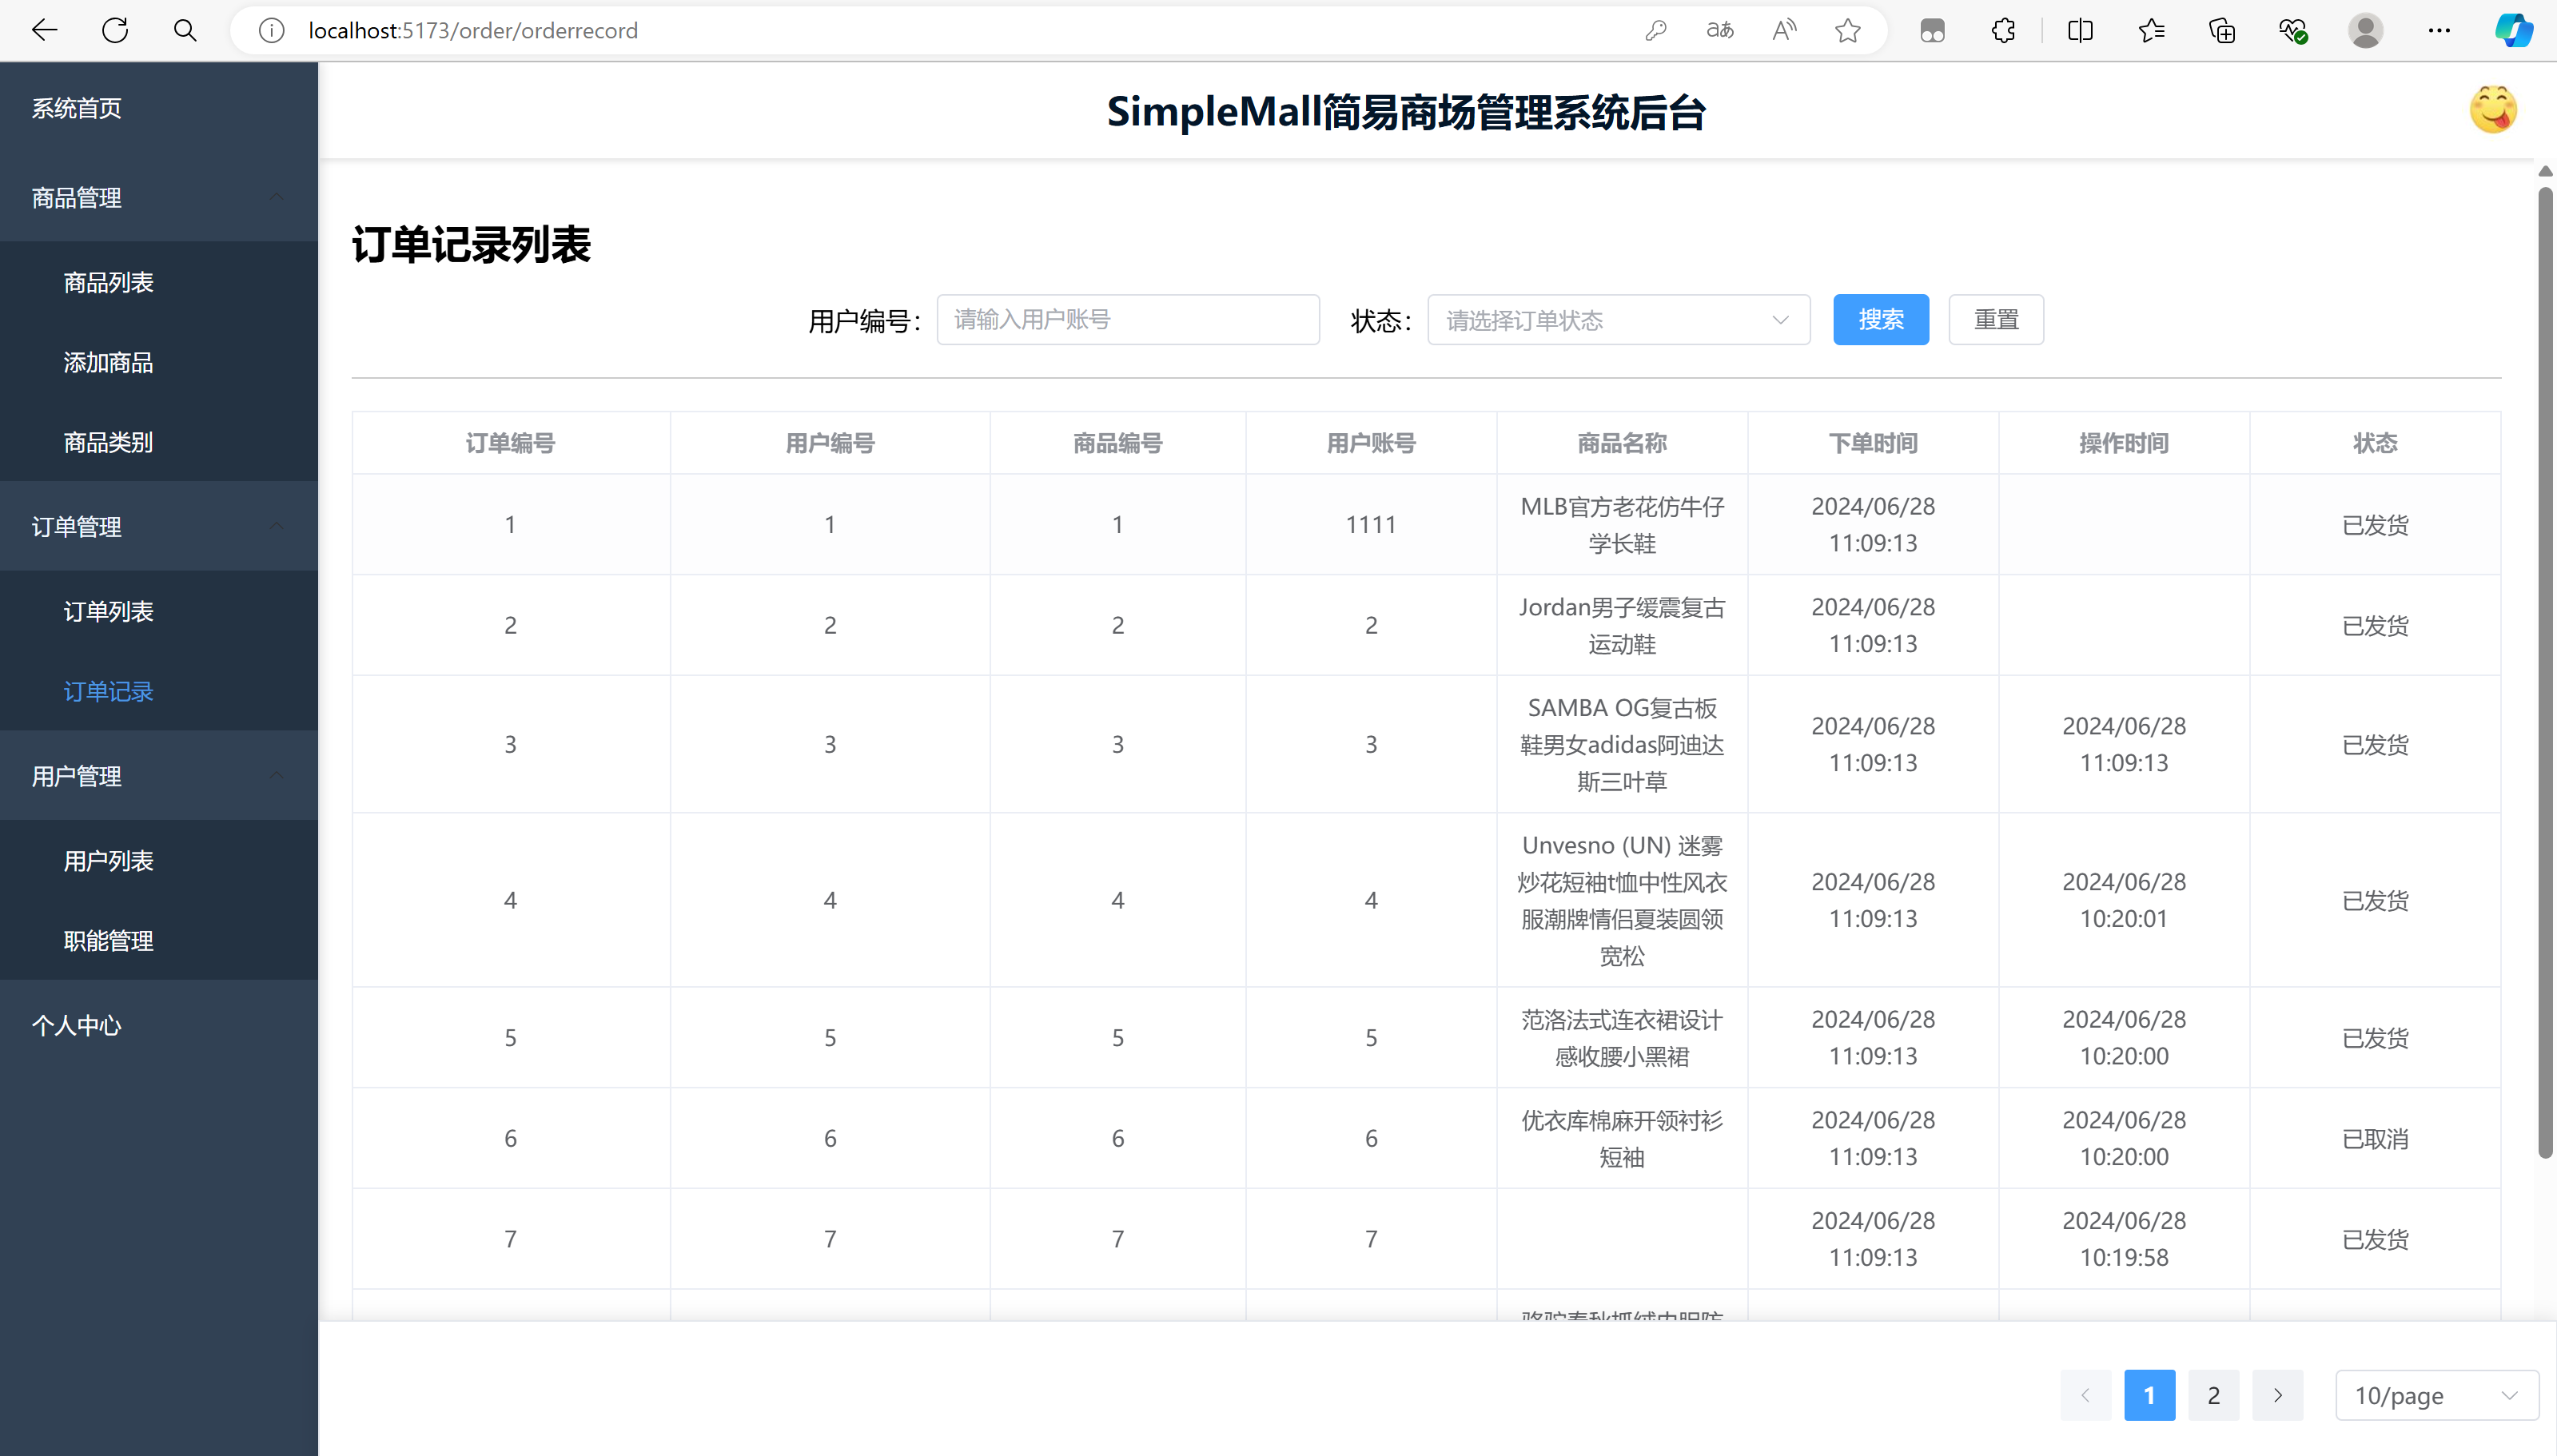 localhost:5173/order/orderrecord
SimpleMall简易商场管理系统后台
系统首页
商品管理
商品列表
添加商品
商品类别
订单管理
订单列表
订单记录
用户管理
用户列表
职能管理
个人中心
订单记录列表
用户编号： 请输入用户账号 状态： 请选择订单状态 搜索 重置
订单编号 用户编号 商品编号 用户账号 商品名称 下单时间 操作时间 状态
1 1 1 1111 MLB官方老花仿牛仔 2024/06/28 已发货
学长鞋 11:09:13
2 2 2 2 Jordan男子缓震复古 2024/06/28 已发货
运动鞋 11:09:13
SAMBA OG复古板
3 3 3 3 鞋男女adidas阿迪达 2024/06/28 2024/06/28 已发货
斯三叶草 11:09:13 11:09:13
Unvesno (UN) 迷雾
4 4 4 4 炒花短袖t恤中性风衣 2024/06/28 2024/06/28 已发货
服潮牌情侣夏装圆领 11:09:13 10:20:01
宽松
5 5 5 5 范洛法式连衣裙设计 2024/06/28 2024/06/28 已发货
感收腰小黑裙 11:09:13 10:20:00
6 6 6 6 优衣库棉麻开领衬衫 2024/06/28 2024/06/28 已取消
短袖 11:09:13 10:20:00
7 7 7 7 2024/06/28 2024/06/28 已发货
11:09:13 10:19:58
1 2 10/page